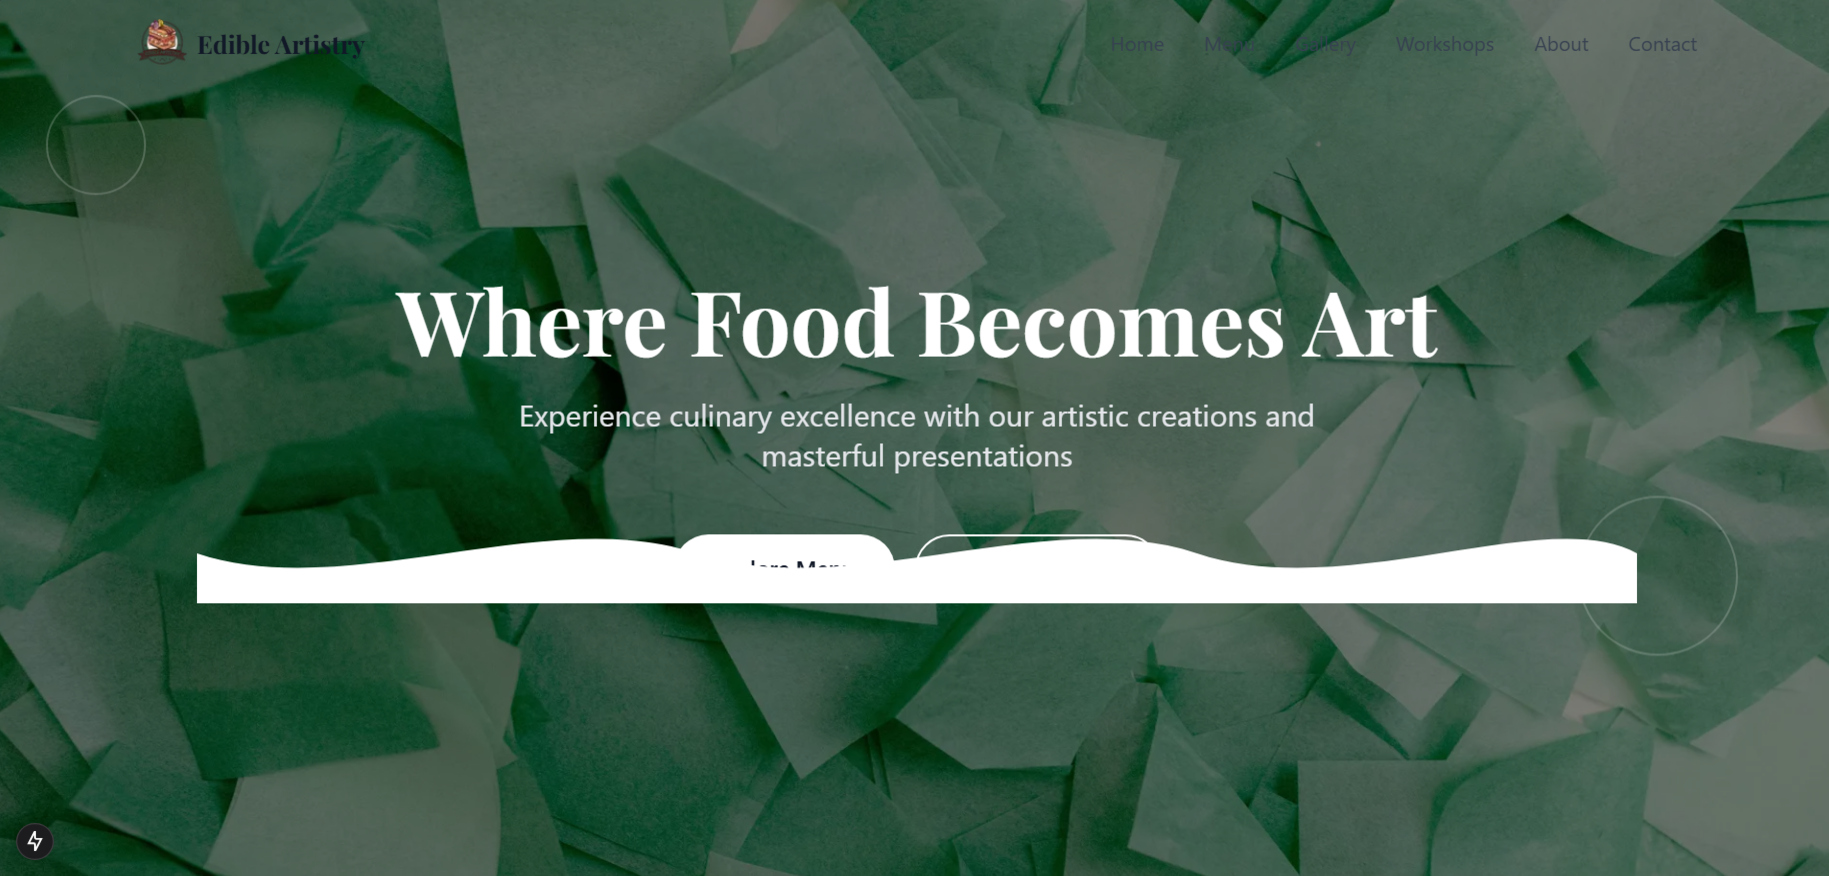 Edible Artistry
Home
Menu
Gallery
Workshops
About
Contact
Where Food Becomes Art
Experience culinary excellence with our artistic creations and
masterful presentations